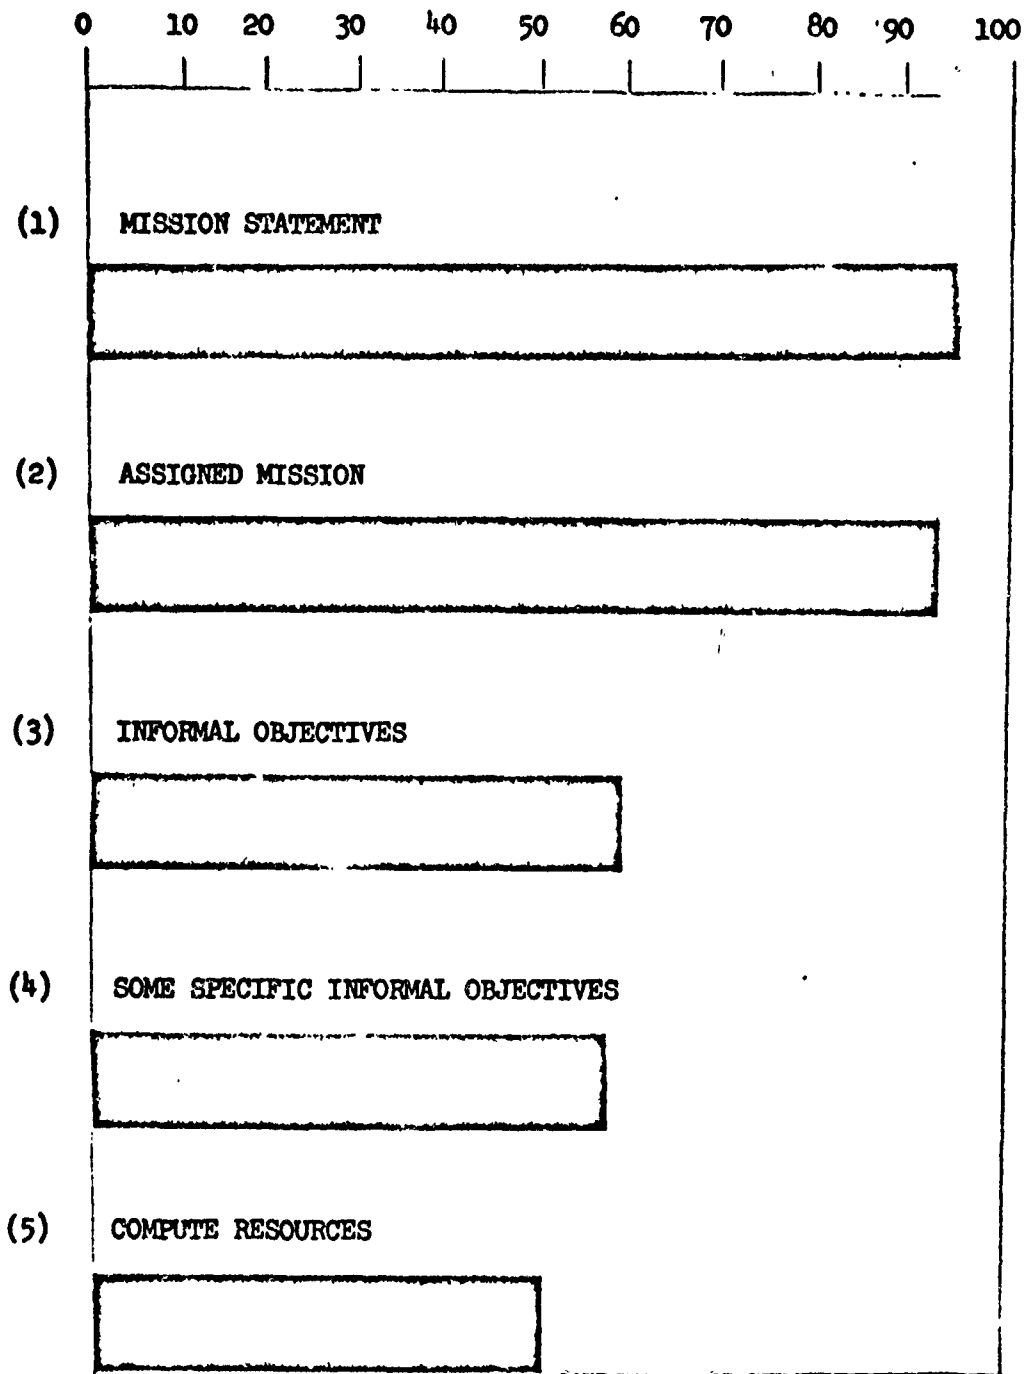 0 10 20 30 40 50 60 70 80 90 100
(1) MISSION STATEMENT
(2) ASSIGNED MISSION
(3) INFORMAL OBJECTIVES
(4) SOME SPECIFIC INFORMAL OBJECTIVES
(5) COMPUTE RESOURCES